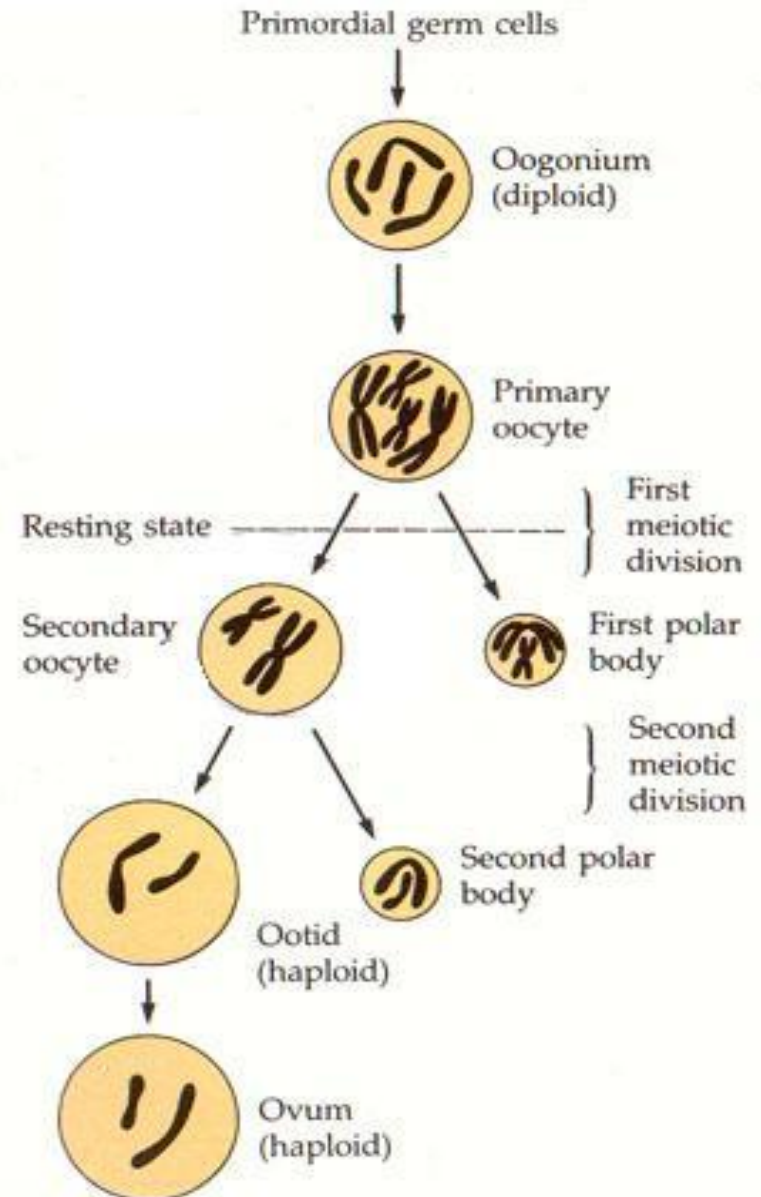 Primordial germ cells
Oogonium
(diploid)
Primary
oocyte
First
Resting state
meiotic
division
Secondary
oocyte
First polar
body
Second
meiotic
division
Second polar
body
Ootid
(haploid)
Ovum
(haploid)